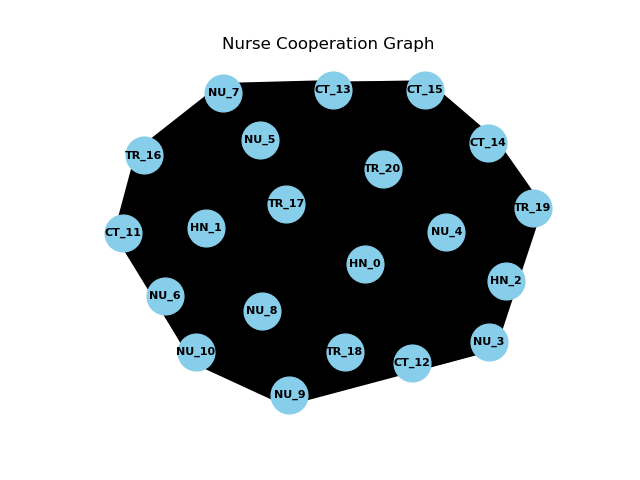 Nurse Cooperation Graph
NU_7
CT_13
CT_15
NU_5
CT_14
TR_16
TR_20
TR_17
TR_19
HN_1
CT_11
NU_4
HN_0
HN_2
NU_6
NU_8
NU_3
NU_10
TR_18
CT_12
NU_9